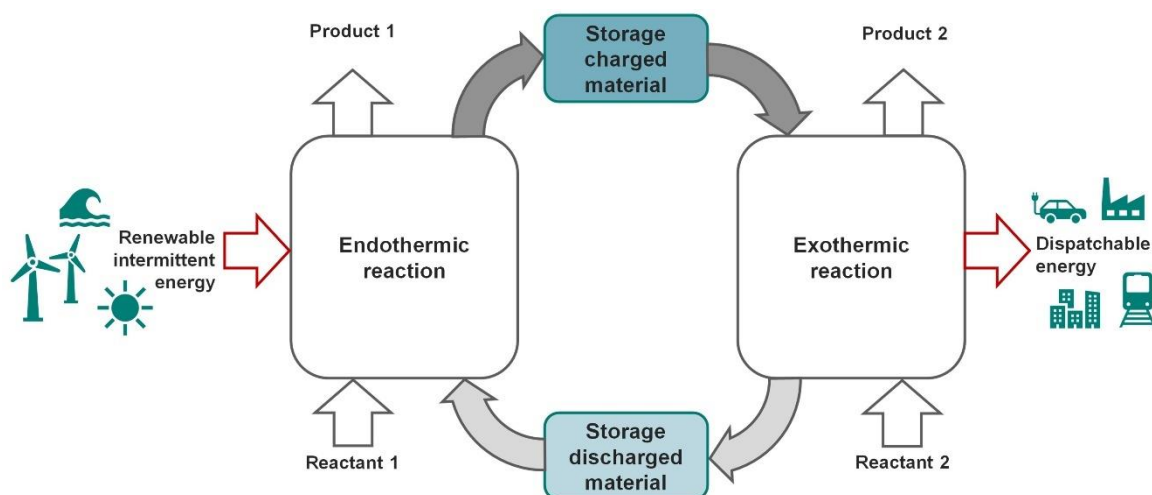 Product 1
Storage
charged
material
Product 2
Renewable
intermittent
energy
Endothermic
reaction
Exothermic
reaction
Dispatchable
energy
Reactant 1
Storage
discharged
material
Reactant 2